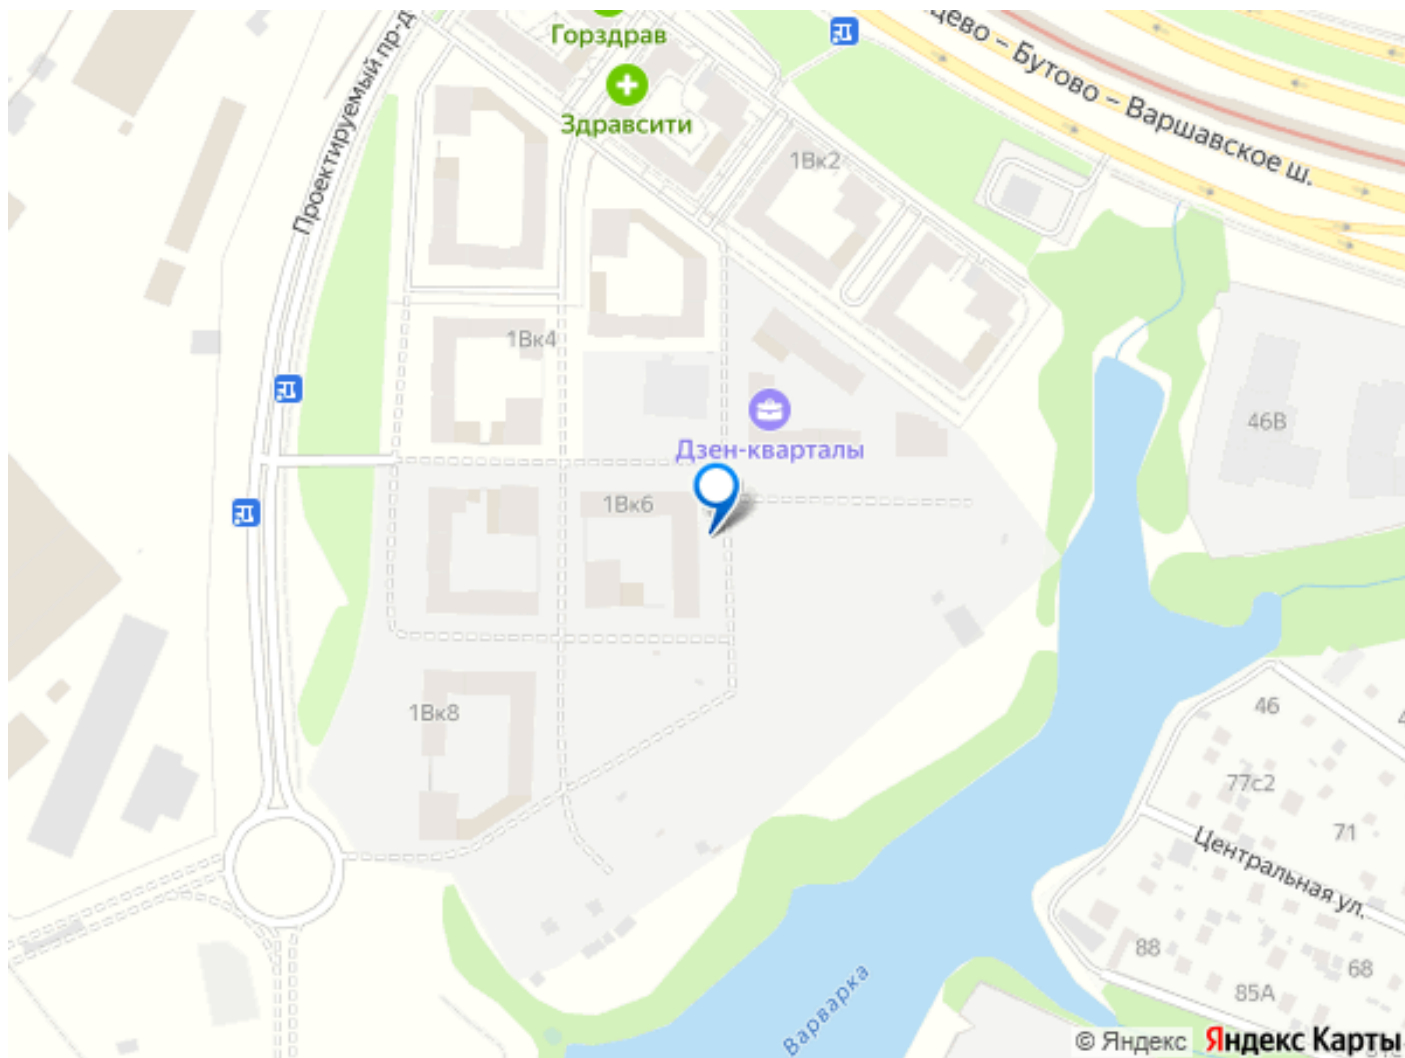 Горздрав
Здравсити
Проектируемый пр-д
цево – Бутово – Варшавское ш.
1Вк2
1Вк4
46В
Дзен-кварталы
1Вк6
1Вк8
46
77с2
71
Центральная ул.
88
68
85А
Варварка
© Яндекс Яндекс Карты